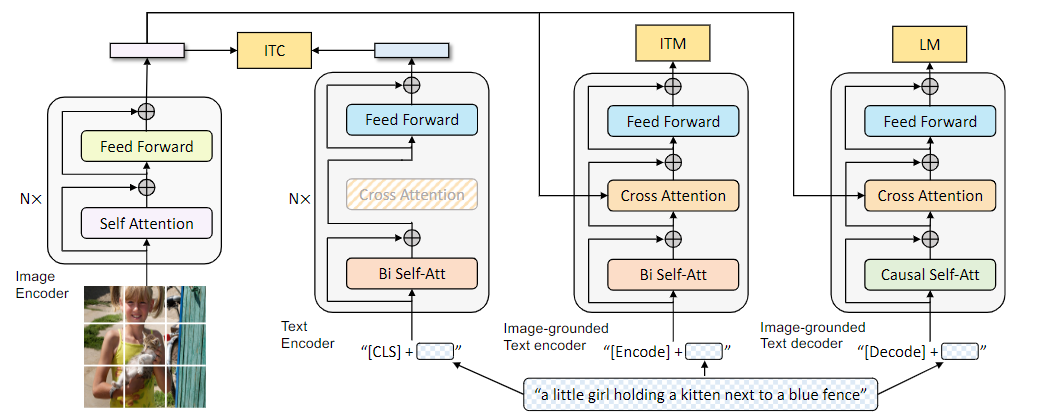 ITC
ITM
LM
N×
Feed Forward
Self Attention
Image
Encoder
N×
Feed Forward
Cross Attention
Bi Self-Att
Text
Encoder
“[CLS] + ”
Feed Forward
Cross Attention
Bi Self-Att
Image-grounded
Text encoder
“[Encode] + ”
Feed Forward
Cross Attention
Causal Self-Att
Image-grounded
Text decoder
“[Decode] + ”
“a little girl holding a kitten next to a blue fence”